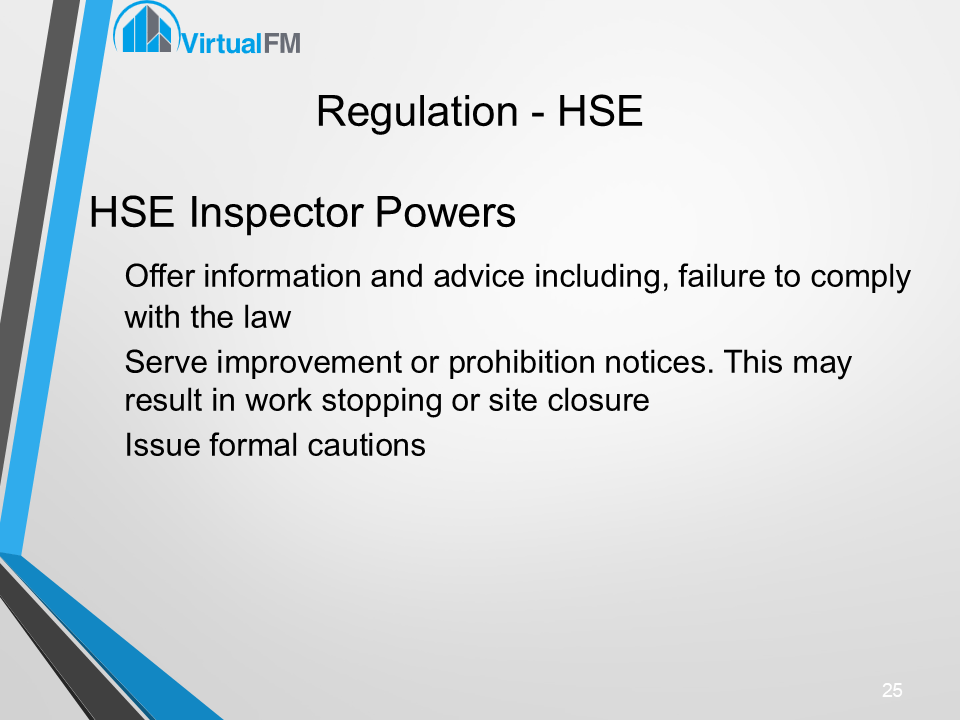 VirtualFM
Regulation - HSE
HSE Inspector Powers
Offer information and advice including, failure to comply
with the law
Serve improvement or prohibition notices. This may
result in work stopping or site closure
Issue formal cautions
25